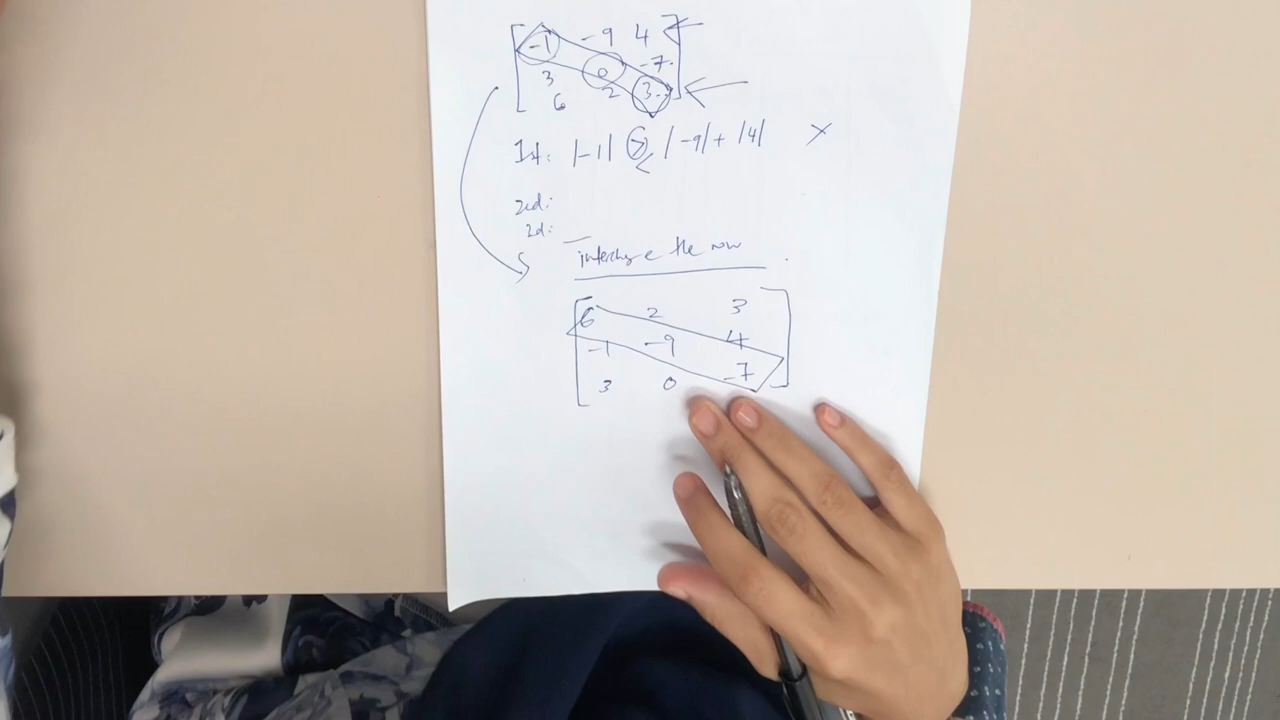 -1 -9 4
3 0 -7
6 2 3
1st: |-1| > |-9| + |4| ×
<
2nd:
interchange the row
6 2 3
-1 -9 4
3 0 -7